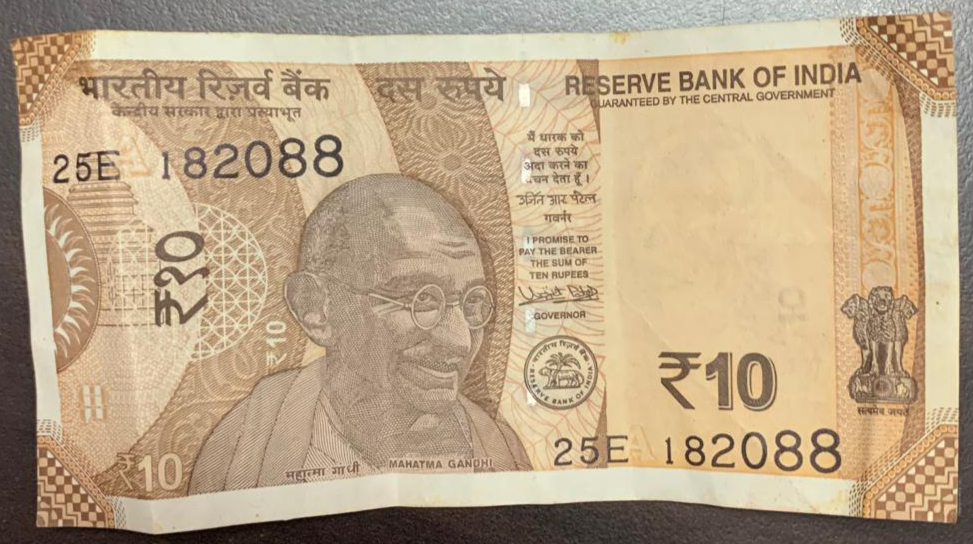 भारतीय रिज़र्व बैंक
केन्द्रीय सरकार द्वारा प्रत्याभूत
दस रुपये
RESERVE BANK OF INDIA
GUARANTEED BY THE CENTRAL GOVERNMENT
25E 182088
₹१०
₹10
मैं धारक को
दस रुपये
अदा करने का
वचन देता हूँ।
उर्जित आर पटेल
गवर्नर
I PROMISE TO
PAY THE BEARER
THE SUM OF
TEN RUPEES
GOVERNOR
भारतीय रिज़र्व बैंक
RESERVE BANK OF INDIA
₹10
सत्यमेव जयते
25E 182088
₹10
महात्मा गांधी
MAHATMA GANDHI